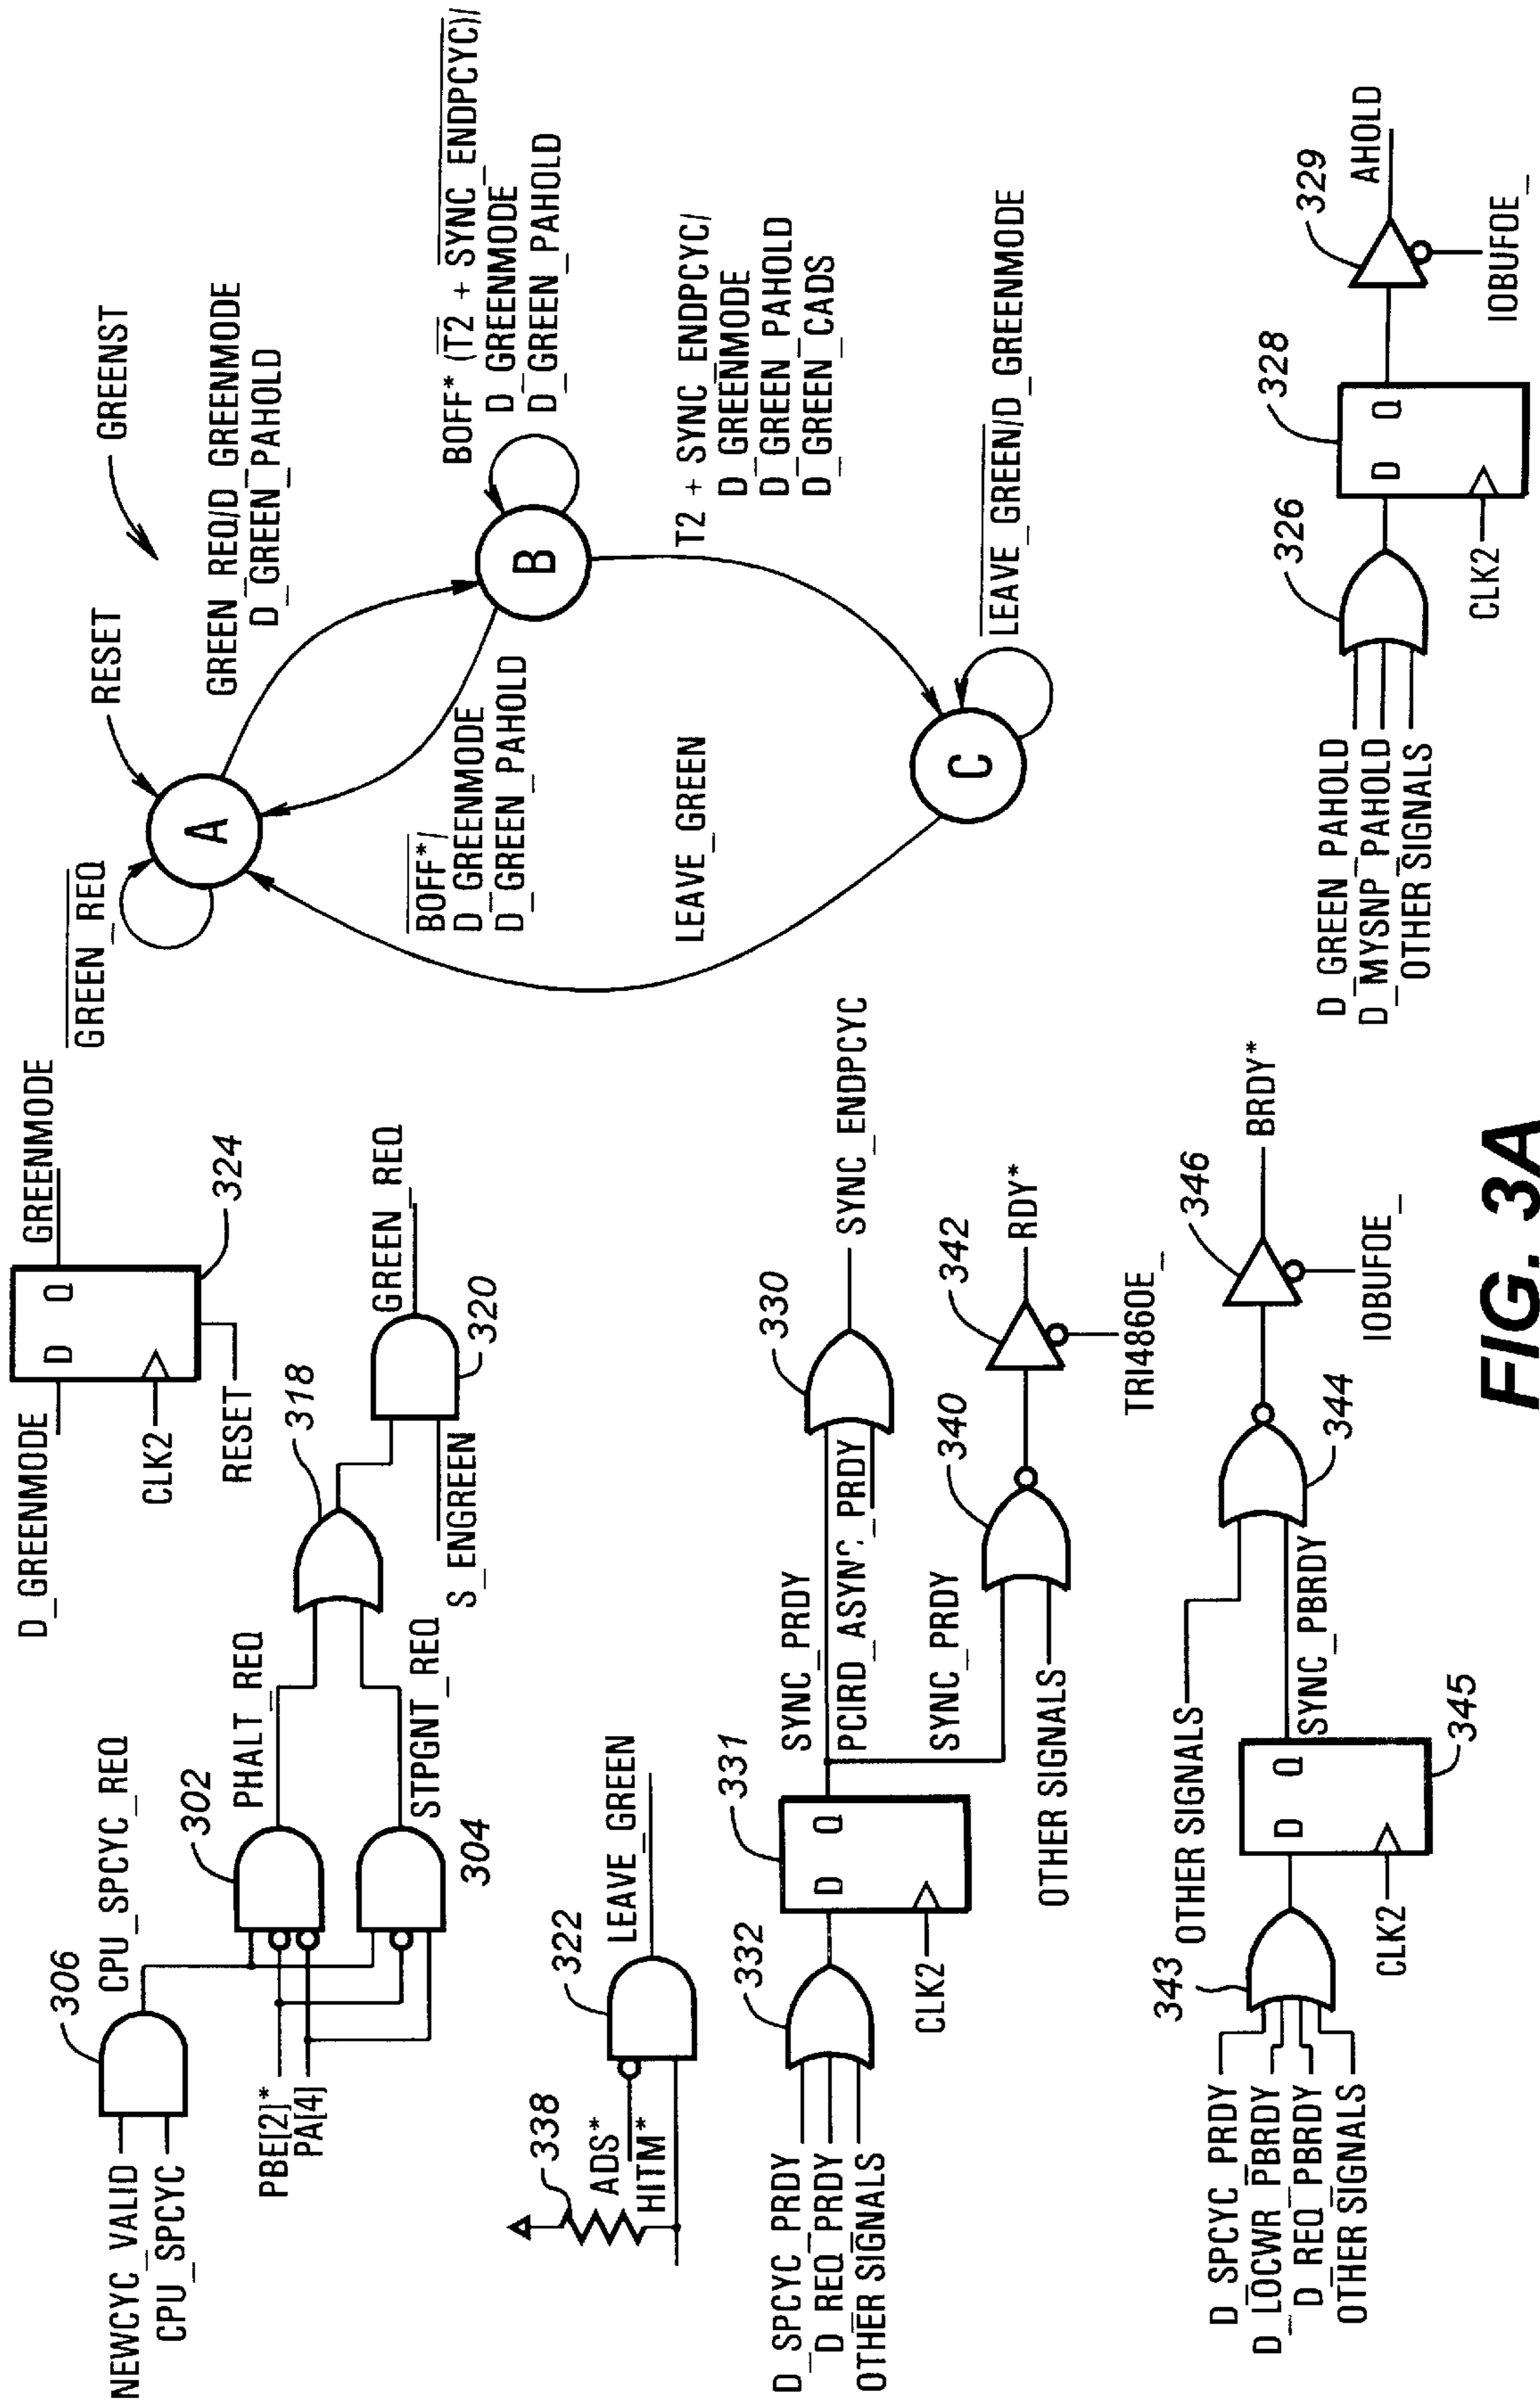 NEWCYC_VALID
CPU_SPCYC
306
CPU_SPCYC_REQ
PBE[2]*
PA[4]
302
PHALT_REQ
304
STPGNT_REQ
318
S_ENGREEN
320
GREEN_REQ
D_GREENMODE
D Q
CLK2
RESET
GREENMODE
324
338
ADS*
HITM*
322
LEAVE_GREEN
D_SPCYC_PRDY
D_REQ_PRDY
OTHER SIGNALS
332
CLK2
331
D Q
SYNC_PRDY
PCIRD_ASYNC_PRDY
330
SYNC_ENDPCYC
SYNC_PRDY
OTHER SIGNALS
340
342
RDY*
TRI486OE_
D_SPCYC_PRDY
D_LOCWR_PBRDY
D_REQ_PBRDY
OTHER SIGNALS
343
CLK2
D Q
345
OTHER SIGNALS
SYNC_PBRDY
344
346
BRDY*
IOBUFOE_
GREENST
RESET
GREEN_REQ
A
GREEN_REQ/D_GREENMODE
D_GREEN_PAHOLD
BOFF*/
D_GREENMODE
D_GREEN_PAHOLD
B
BOFF* (T2 + SYNC_ENDPCYC)/
D_GREENMODE
D_GREEN_PAHOLD
T2 + SYNC_ENDPCYC/
D_GREENMODE
D_GREEN_PAHOLD
D_GREEN_CADS
LEAVE_GREEN
C
LEAVE_GREEN/D_GREENMODE
D_GREEN_PAHOLD
D_MYSNP_PAHOLD
OTHER SIGNALS
326
CLK2
D Q
328
329
AHOLD
IOBUFOE_
FIG. 3A